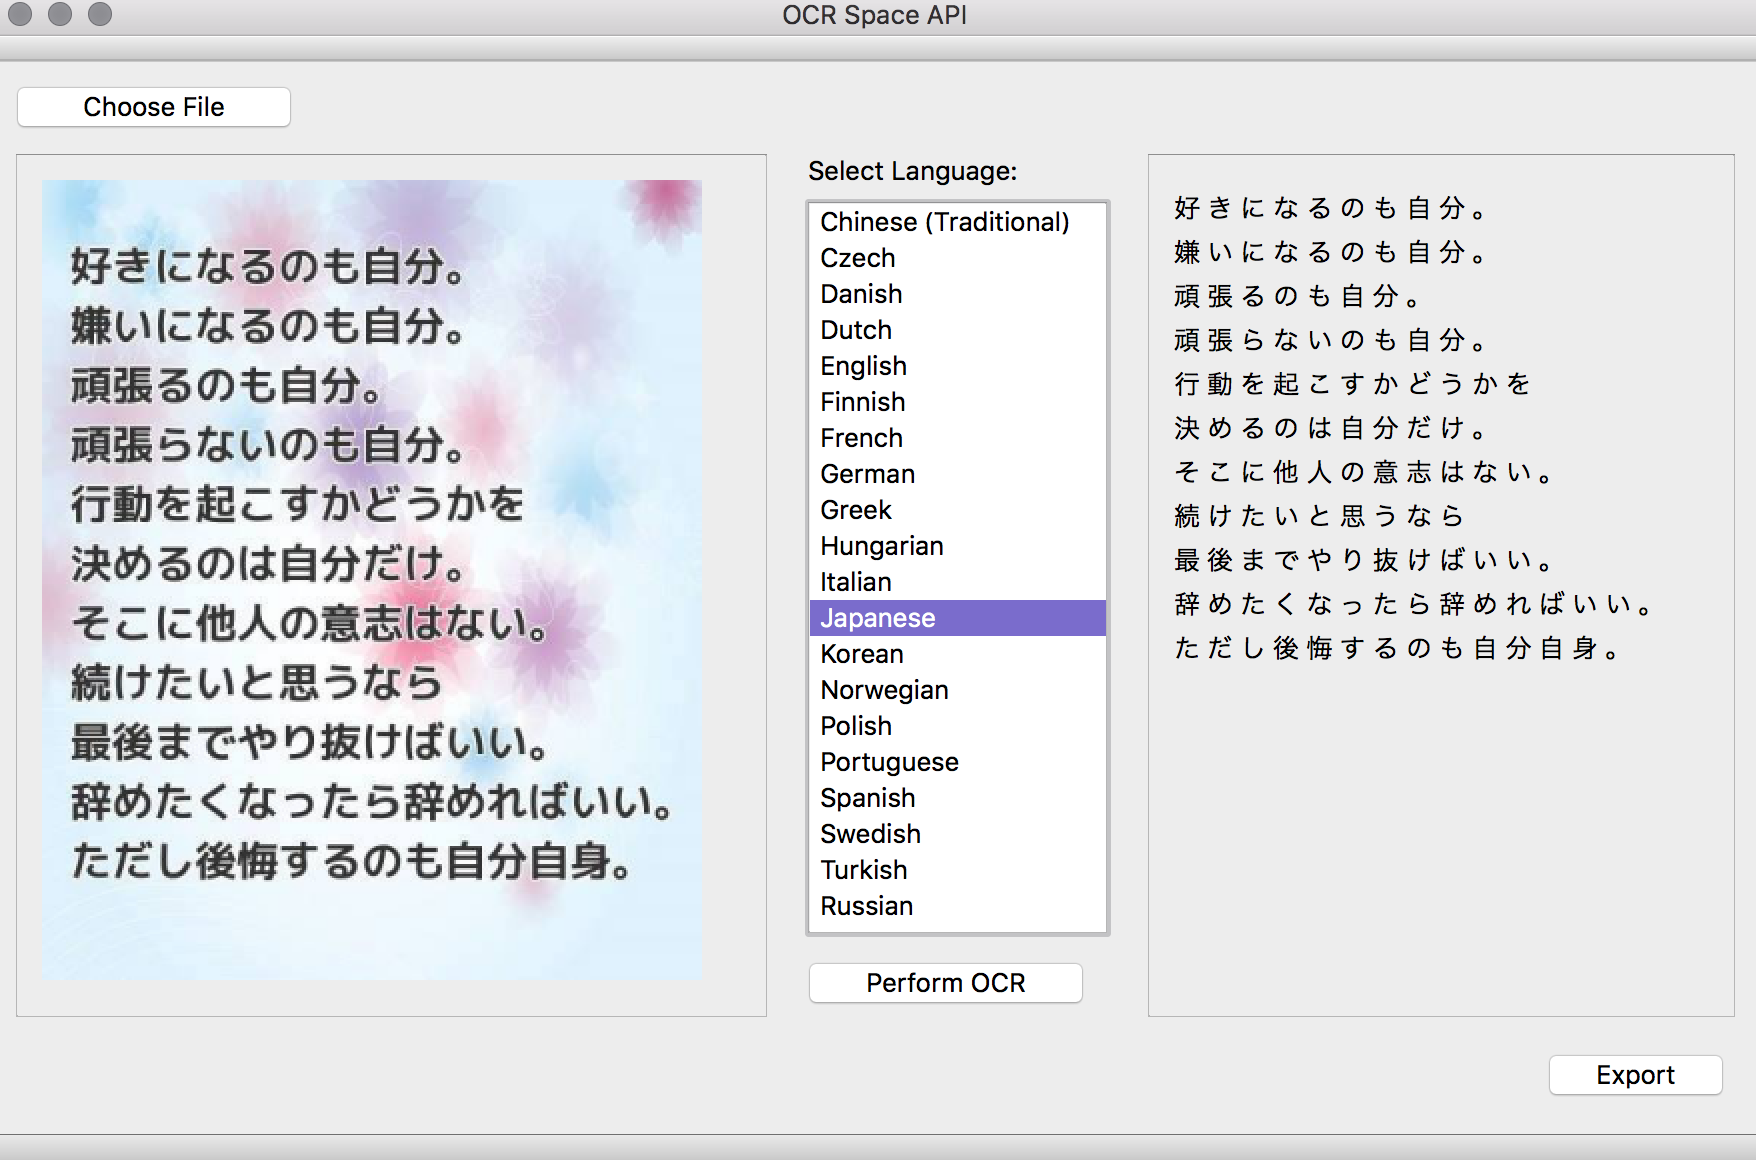 OCR Space API
Choose File
好きになるのも自分。
嫌いになるのも自分。
頑張るのも自分。
頑張らないのも自分。
行動を起こすかどうかを
決めるのは自分だけ。
そこに他人の意志はない。
続けたいと思うなら
最後までやり抜けばいい。
辞めたくなったら辞めればいい。
ただし後悔するのも自分自身。
Select Language:
Chinese (Traditional)
Czech
Danish
Dutch
English
Finnish
French
German
Greek
Hungarian
Italian
Japanese
Korean
Norwegian
Polish
Portuguese
Spanish
Swedish
Turkish
Russian
Perform OCR
好 き に な る の も 自 分 。
嫌 い に な る の も 自 分 。
頑 張 る の も 自 分 。
頑 張 ら な い の も 自 分 。
行 動 を 起 こ す か ど う か を
決 め る の は 自 分 だ け 。
そ こ に 他 人 の 意 志 は な い 。
続 け た い と 思 う な ら
最 後 ま で や り 抜 け ば い い 。
辞 め た く な っ た ら 辞 め れ ば い い 。
た だ し 後 悔 す る の も 自 分 自 身 。
Export